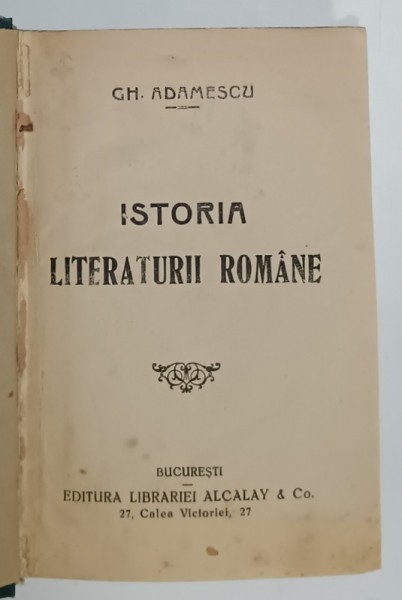 GH. ADAMESCU
ISTORIA
LITERATURII ROMÂNE
BUCUREȘTI
EDITURA LIBRARIEI ALCALAY & Co.
27, Calea Victoriei, 27